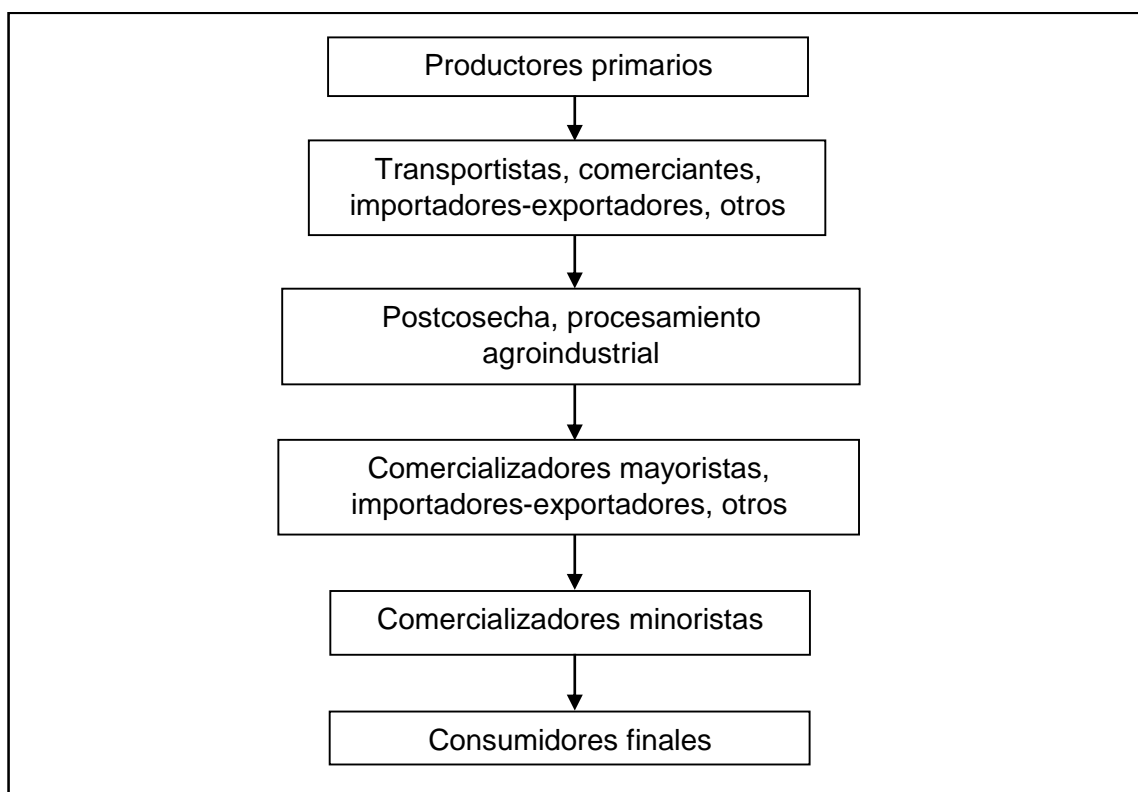 Productores primarios
Transportistas, comerciantes,
importadores-exportadores, otros
Postcosecha, procesamiento
agroindustrial
Comercializadores mayoristas,
importadores-exportadores, otros
Comercializadores minoristas
Consumidores finales